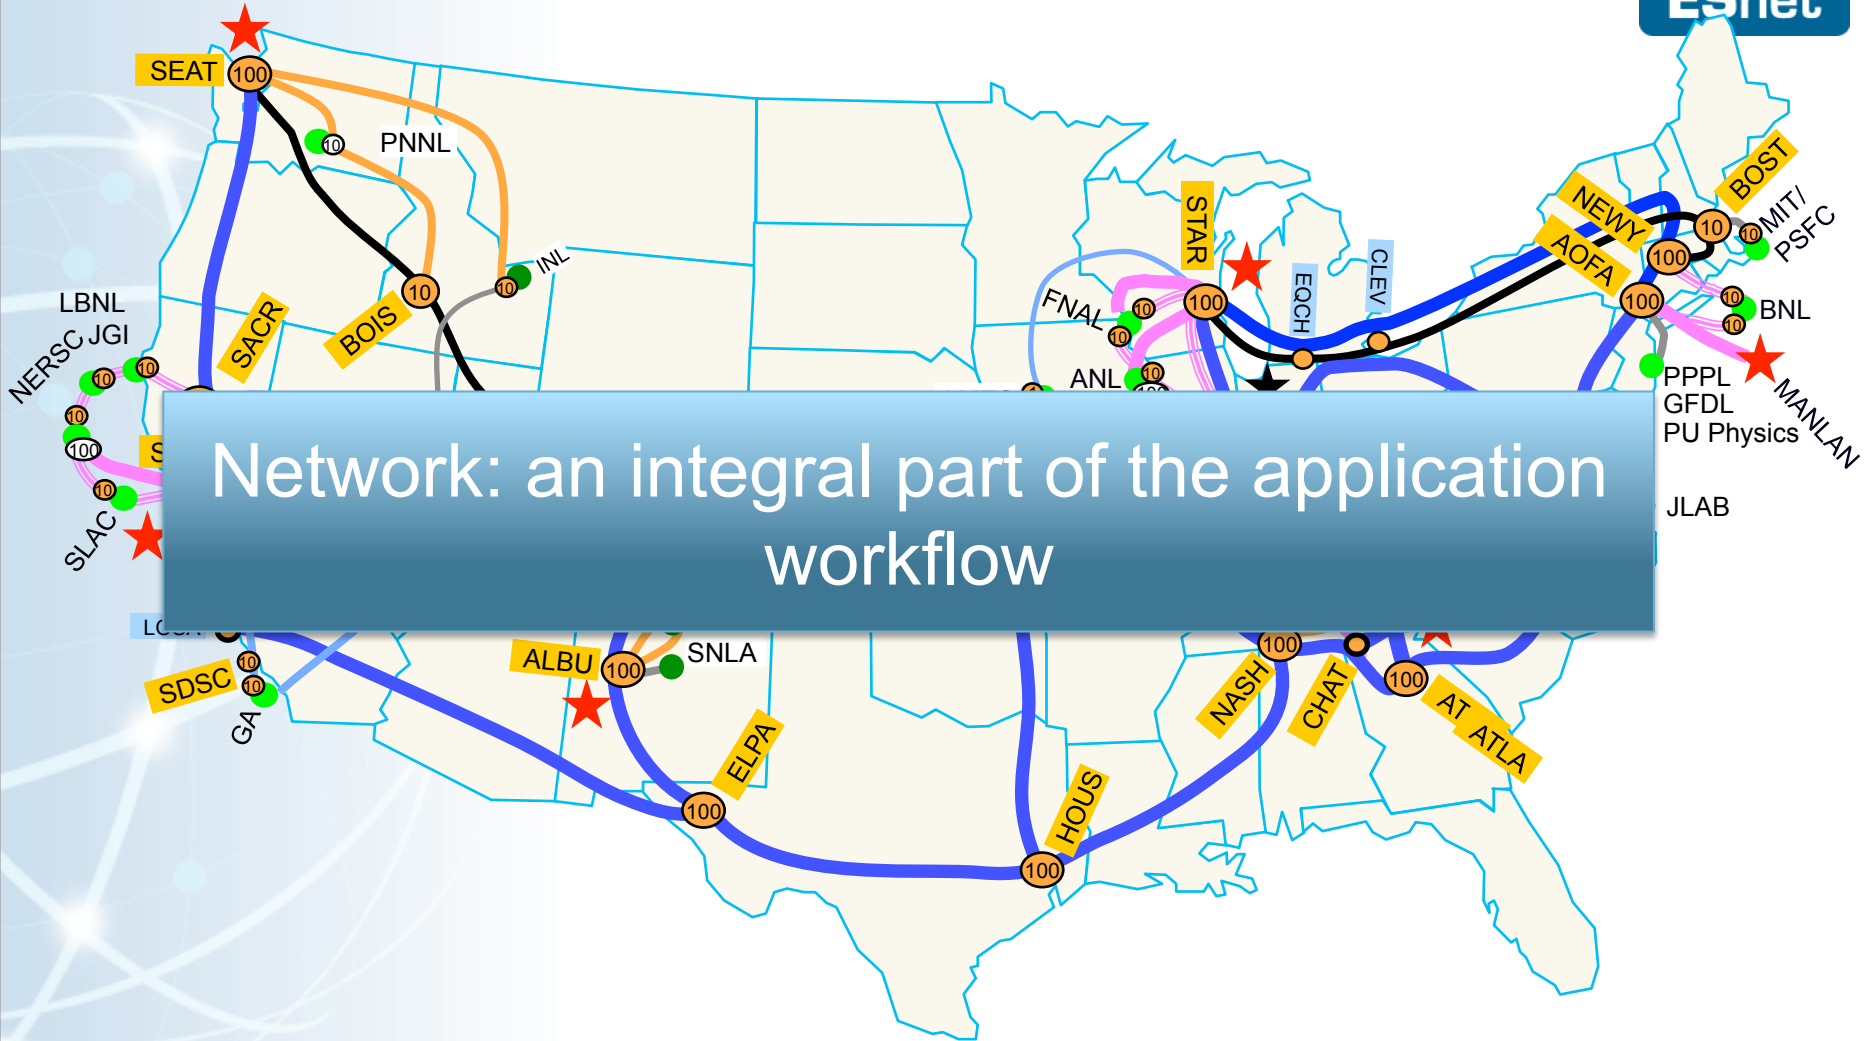 ESnet
SEAT
100
10
PNNL
INL
10
10
BOIS
SACR
LBNL
JGI
NERSC
10
10
10
100
10
SLAC
STAR
100
FNAL
10
10
ANL
10
EQCH
CLEV
NEWY
AOFA
BOST
10
10
MIT/
PSFC
100
100
10
10
BNL
PPPL
GFDL
PU Physics
MANLAN
JLAB
Network: an integral part of the application
workflow
SDSC
10
10
GA
ALBU
100
SNLA
ELPA
100
HOUS
100
NASH
100
CHAT
100
AT
ATLA